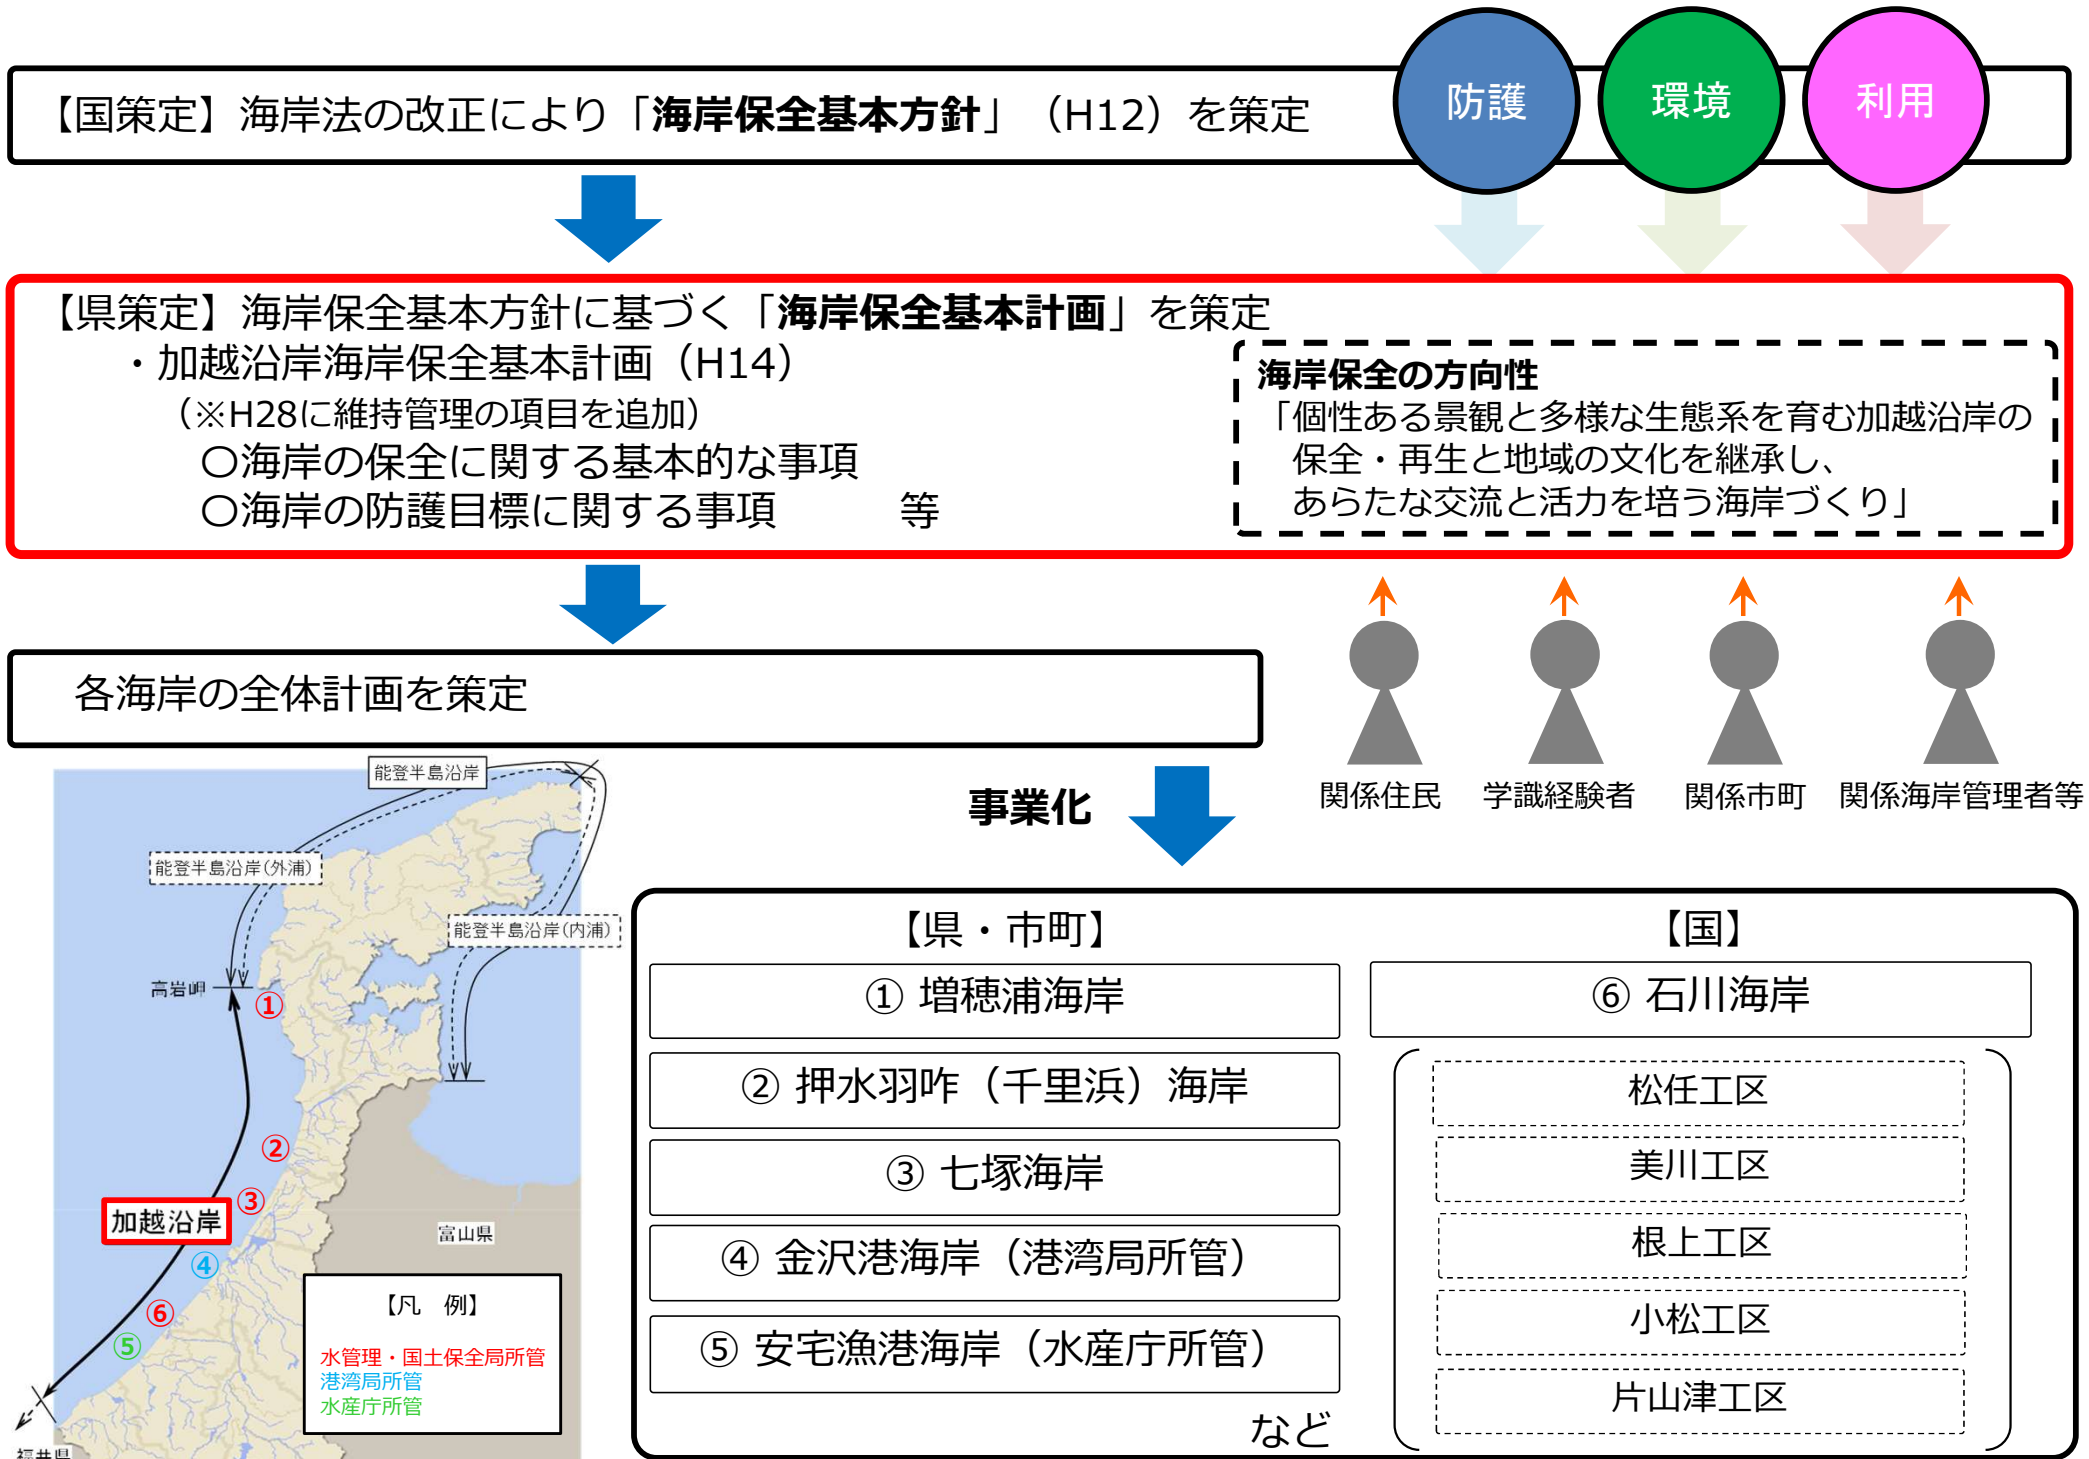 【国策定】海岸法の改正により「海岸保全基本方針」（H12）を策定
防護
環境
利用
【県策定】海岸保全基本方針に基づく「海岸保全基本計画」を策定
・加越沿岸海岸保全基本計画（H14）
（※H28に維持管理の項目を追加）
〇海岸の保全に関する基本的な事項
〇海岸の防護目標に関する事項　　　等
海岸保全の方向性
「個性ある景観と多様な生態系を育む加越沿岸の
保全・再生と地域の文化を継承し、
あらたな交流と活力を培う海岸づくり」
各海岸の全体計画を策定
関係住民
学識経験者
関係市町
関係海岸管理者等
事業化
能登半島沿岸
能登半島沿岸(外浦)
能登半島沿岸(内浦)
高岩岬
①
②
③
加越沿岸
富山県
④
⑥
⑤
福井県
【凡　例】
水管理・国土保全局所管
港湾局所管
水産庁所管
【県・市町】
① 増穂浦海岸
② 押水羽咋（千里浜）海岸
③ 七塚海岸
④ 金沢港海岸（港湾局所管）
⑤ 安宅漁港海岸（水産庁所管）
など
【国】
⑥ 石川海岸
松任工区
美川工区
根上工区
小松工区
片山津工区